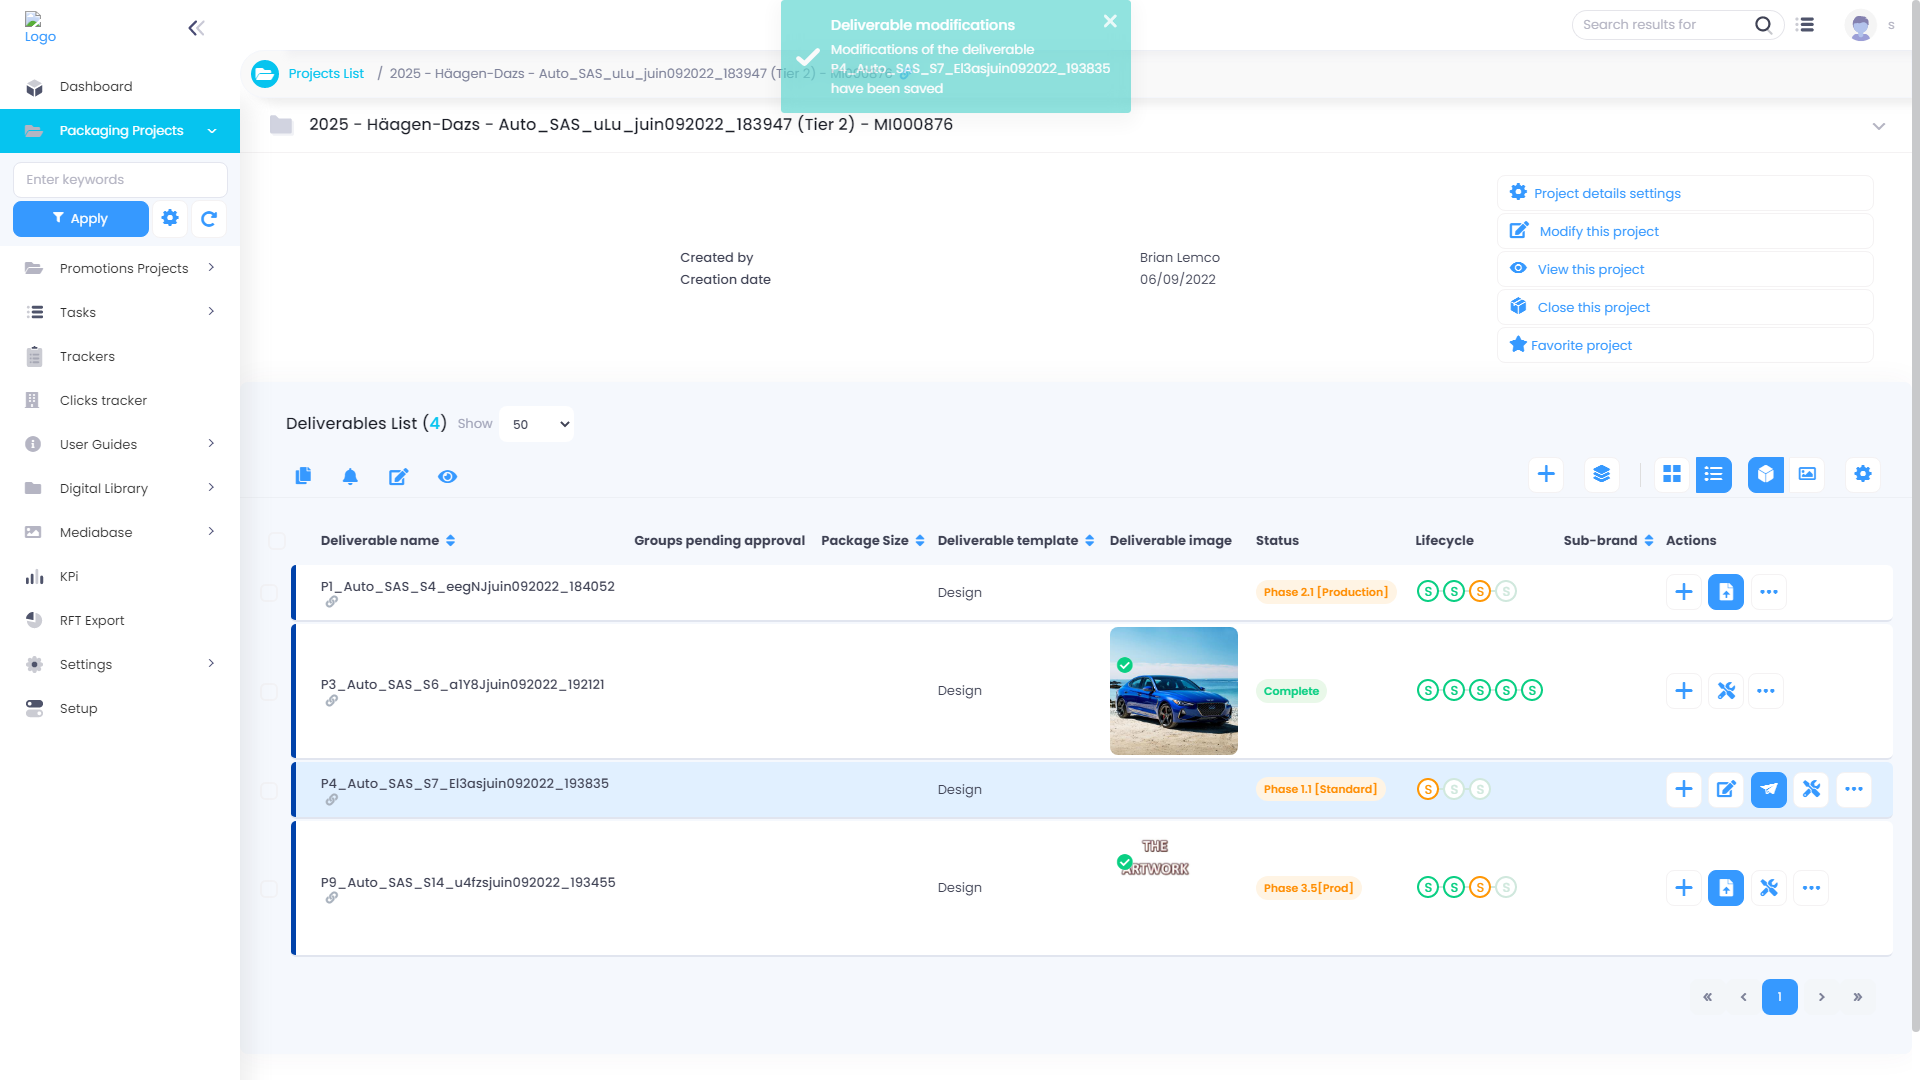 Logo
Dashboard
Packaging Projects
Enter keywords
Apply
Promotions Projects
Tasks
Trackers
Clicks tracker
User Guides
Digital Library
Mediabase
KPi
RFT Export
Settings
Setup
Search results for
s
Projects List / 2025 - Häagen-Dazs - Auto_SAS_uLu_juin092022_183947 (Tier 2) - MI000876
Deliverable modifications
Modifications of the deliverable
P4_Auto_SAS_S7_El3asjuin092022_193835
have been saved
2025 - Häagen-Dazs - Auto_SAS_uLu_juin092022_183947 (Tier 2) - MI000876
Created by Brian Lemco
Creation date 06/09/2022
Project details settings
Modify this project
View this project
Close this project
Favorite project
Deliverables List (4) Show 50
Deliverable name Groups pending approval Package Size Deliverable template Deliverable image Status Lifecycle Sub-brand Actions
P1_Auto_SAS_S4_eegNJjuin092022_184052 Design Phase 2.1 [Production] S S S S
P3_Auto_SAS_S6_a1Y8Jjuin092022_192121 Design Complete S S S S S
P4_Auto_SAS_S7_El3asjuin092022_193835 Design Phase 1.1 [Standard] S S S
P9_Auto_SAS_S14_u4fzsjuin092022_193455 Design THE
ARTWORK
Phase 3.5[Prod] S S S S
« ‹ 1 › »